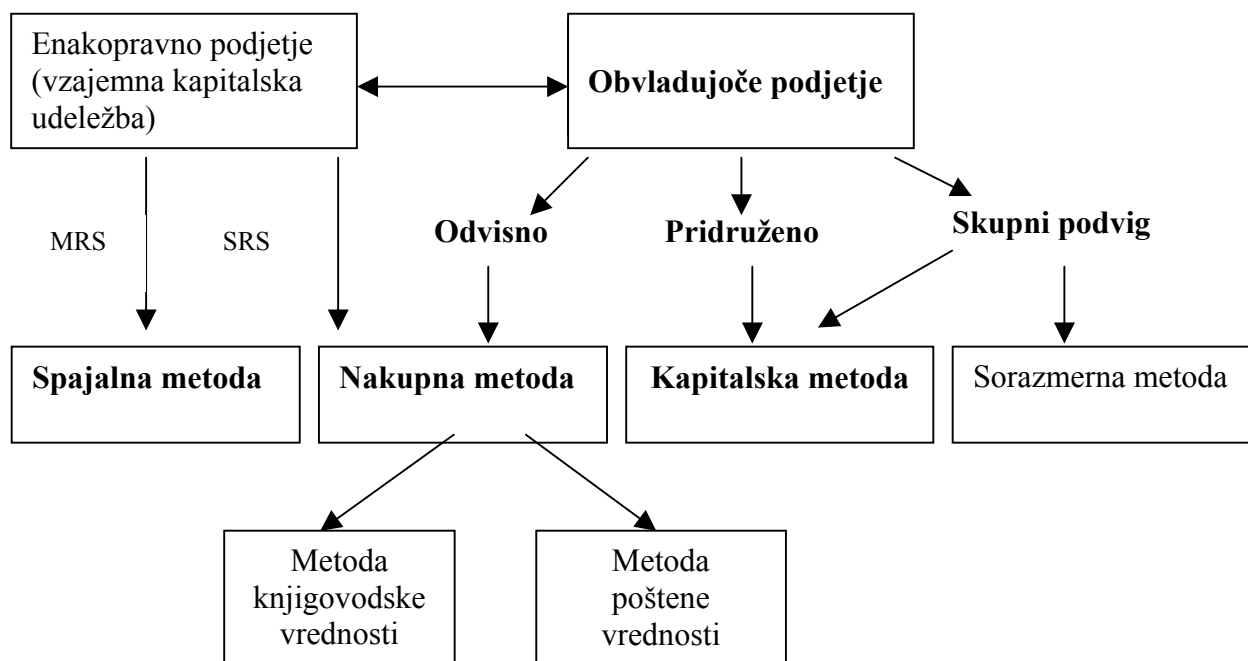 Enakopravno podjetje
(vzajemna kapitalska
udeležba)
Obvladujoče podjetje
MRS
SRS
Odvisno
Pridruženo
Skupni podvig
Spajalna metoda
Nakupna metoda
Kapitalska metoda
Sorazmerna metoda
Metoda
knjigovodske
vrednosti
Metoda
poštene
vrednosti